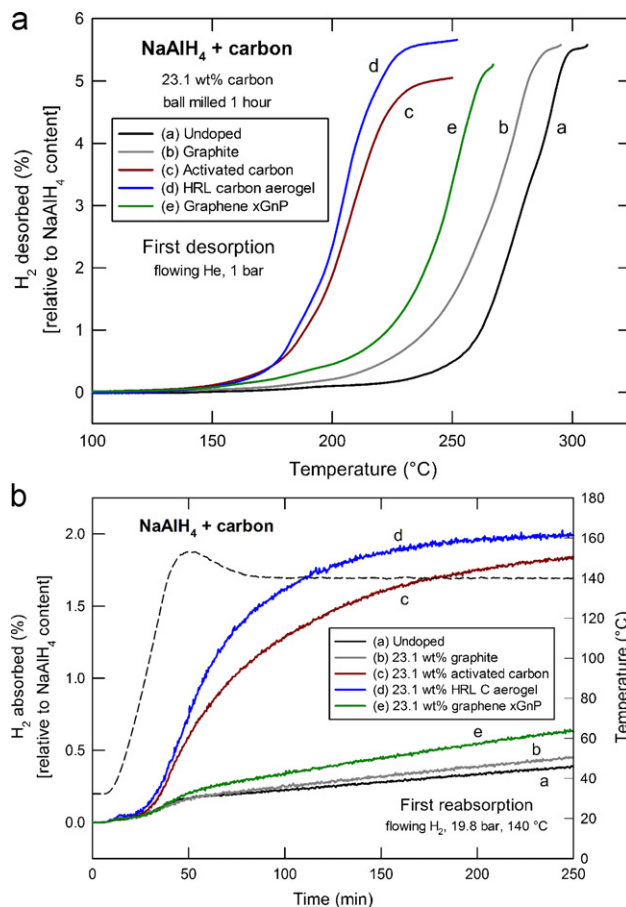 a
NaAlH₄ + carbon
23.1 wt% carbon
ball milled 1 hour
(a) Undoped
(b) Graphite
(c) Activated carbon
(d) HRL carbon aerogel
(e) Graphene xGnP
First desorption
flowing He, 1 bar
d
c
e
b
a
H₂ desorbed (%)
[relative to NaAlH₄ content]
6
5
4
3
2
1
0
100
150
200
250
300
Temperature (°C)
b
NaAlH₄ + carbon
d
c
(a) Undoped
(b) 23.1 wt% graphite
(c) 23.1 wt% activated carbon
(d) 23.1 wt% HRL C aerogel
(e) 23.1 wt% graphene xGnP
e
b
a
First reabsorption
flowing H₂, 19.8 bar, 140 °C
H₂ absorbed (%)
[relative to NaAlH₄ content]
2.0
1.5
1.0
0.5
0.0
180
160
140
120
100
80
60
40
20
0
Temperature (°C)
0
50
100
150
200
250
Time (min)